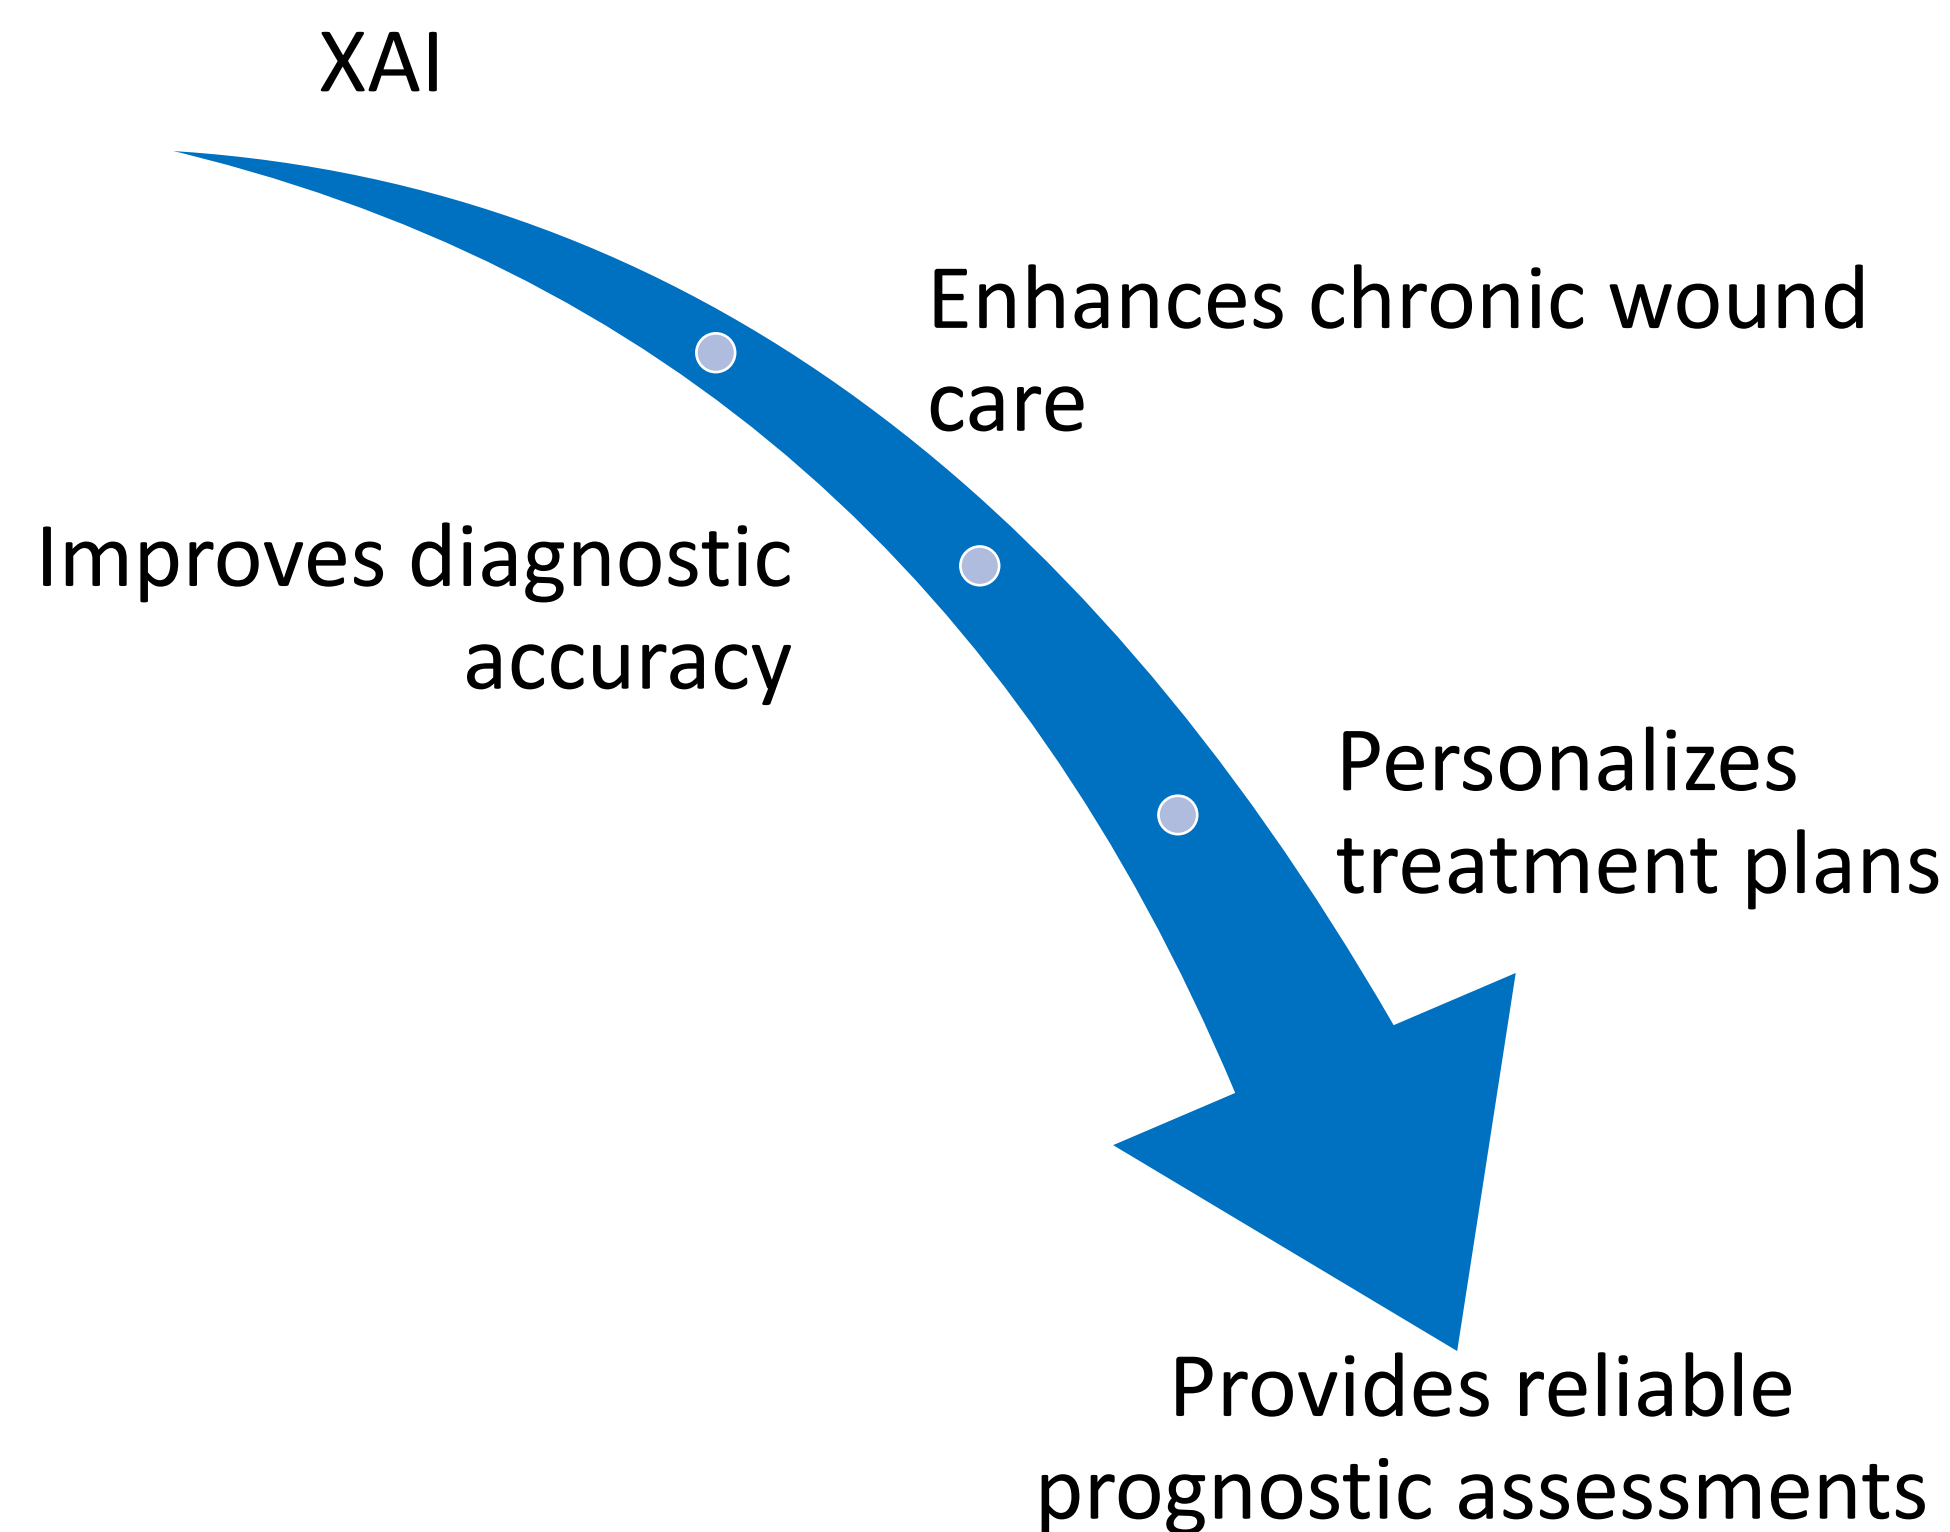 XAI
Enhances chronic wound
care
Improves diagnostic
accuracy
Personalizes
treatment plans
Provides reliable
prognostic assessments